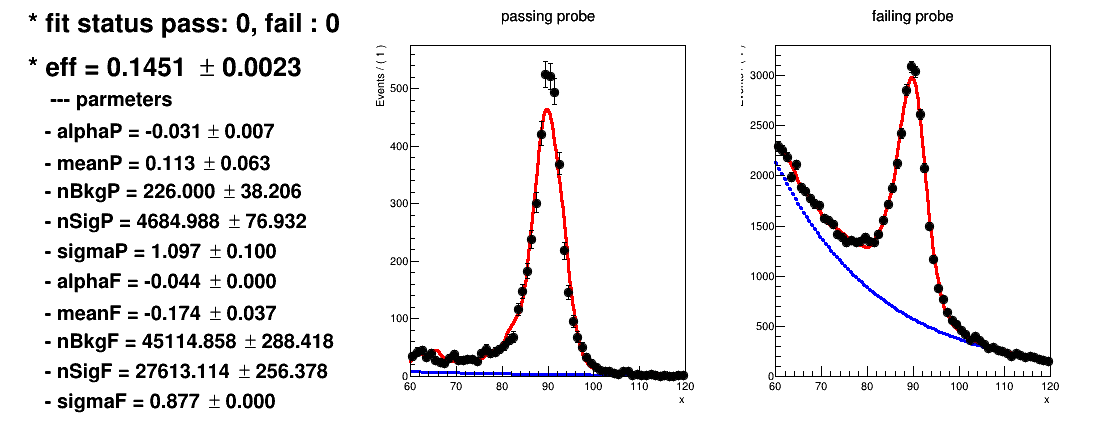 * fit status pass: 0, fail : 0
* eff = 0.1451 ± 0.0023
--- parmeters
- alphaP = -0.031 ± 0.007
- meanP = 0.113 ± 0.063
- nBkgP = 226.000 ± 38.206
- nSigP = 4684.988 ± 76.932
- sigmaP = 1.097 ± 0.100
- alphaF = -0.044 ± 0.000
- meanF = -0.174 ± 0.037
- nBkgF = 45114.858 ± 288.418
- nSigF = 27613.114 ± 256.378
- sigmaF = 0.877 ± 0.000
passing probe
Events / ( 1 )
500
400
300
200
100
0
60 70 80 90 100 110 120
x
failing probe
3000
2500
2000
1500
1000
500
0
60 70 80 90 100 110 120
x